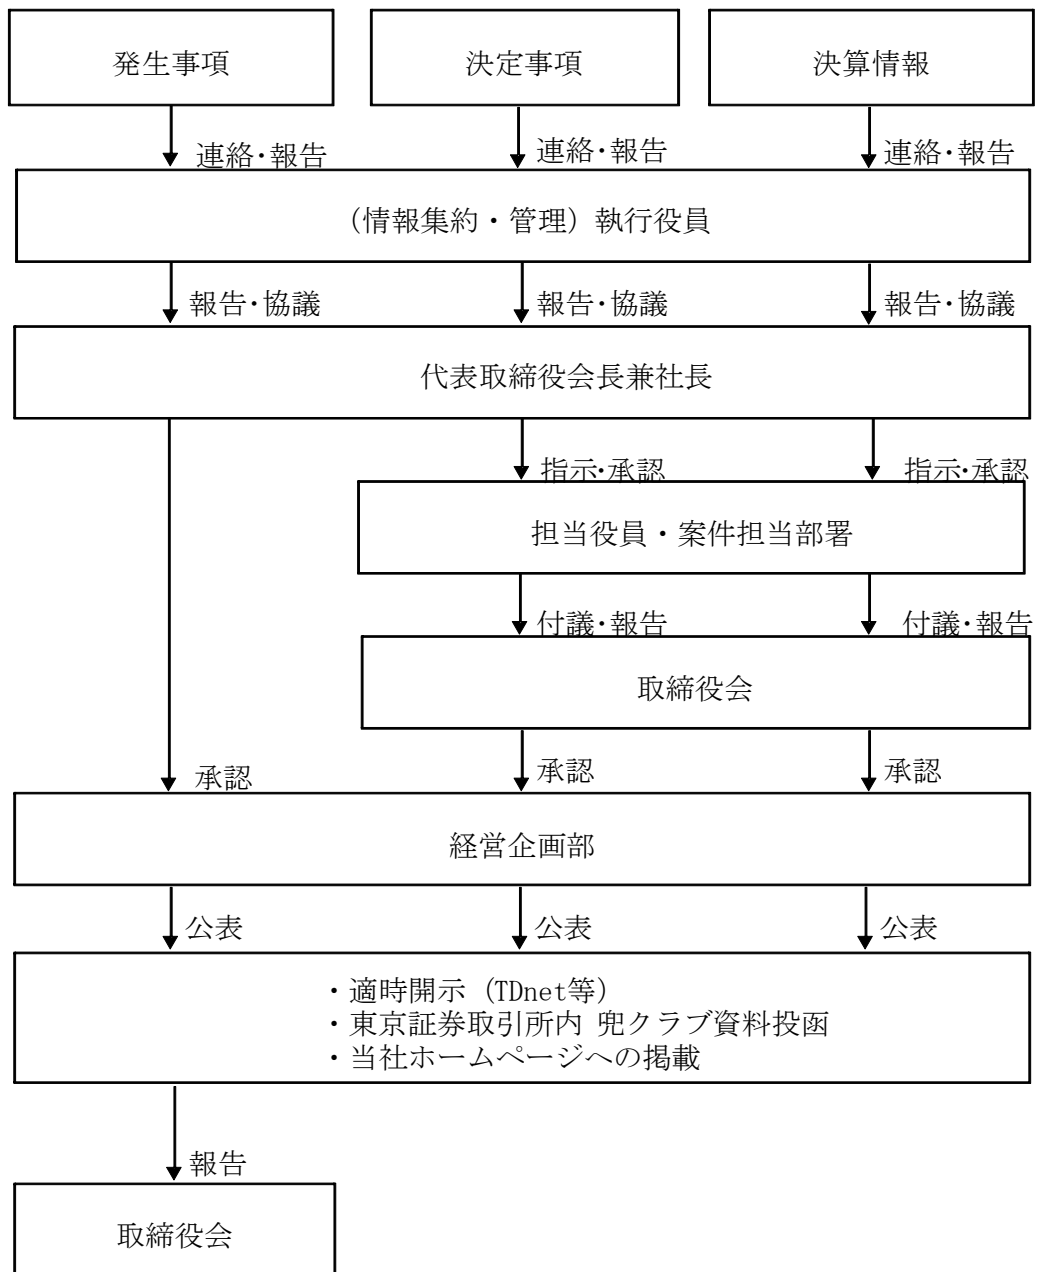 発生事項
決定事項
決算情報
連絡・報告
連絡・報告
連絡・報告
（情報集約・管理）執行役員
報告・協議
報告・協議
報告・協議
代表取締役会長兼社長
指示・承認
指示・承認
担当役員・案件担当部署
付議・報告
付議・報告
取締役会
承認
承認
承認
経営企画部
公表
公表
公表
・適時開示（TDnet等）
・東京証券取引所内 兜クラブ資料投函
・当社ホームページへの掲載
報告
取締役会